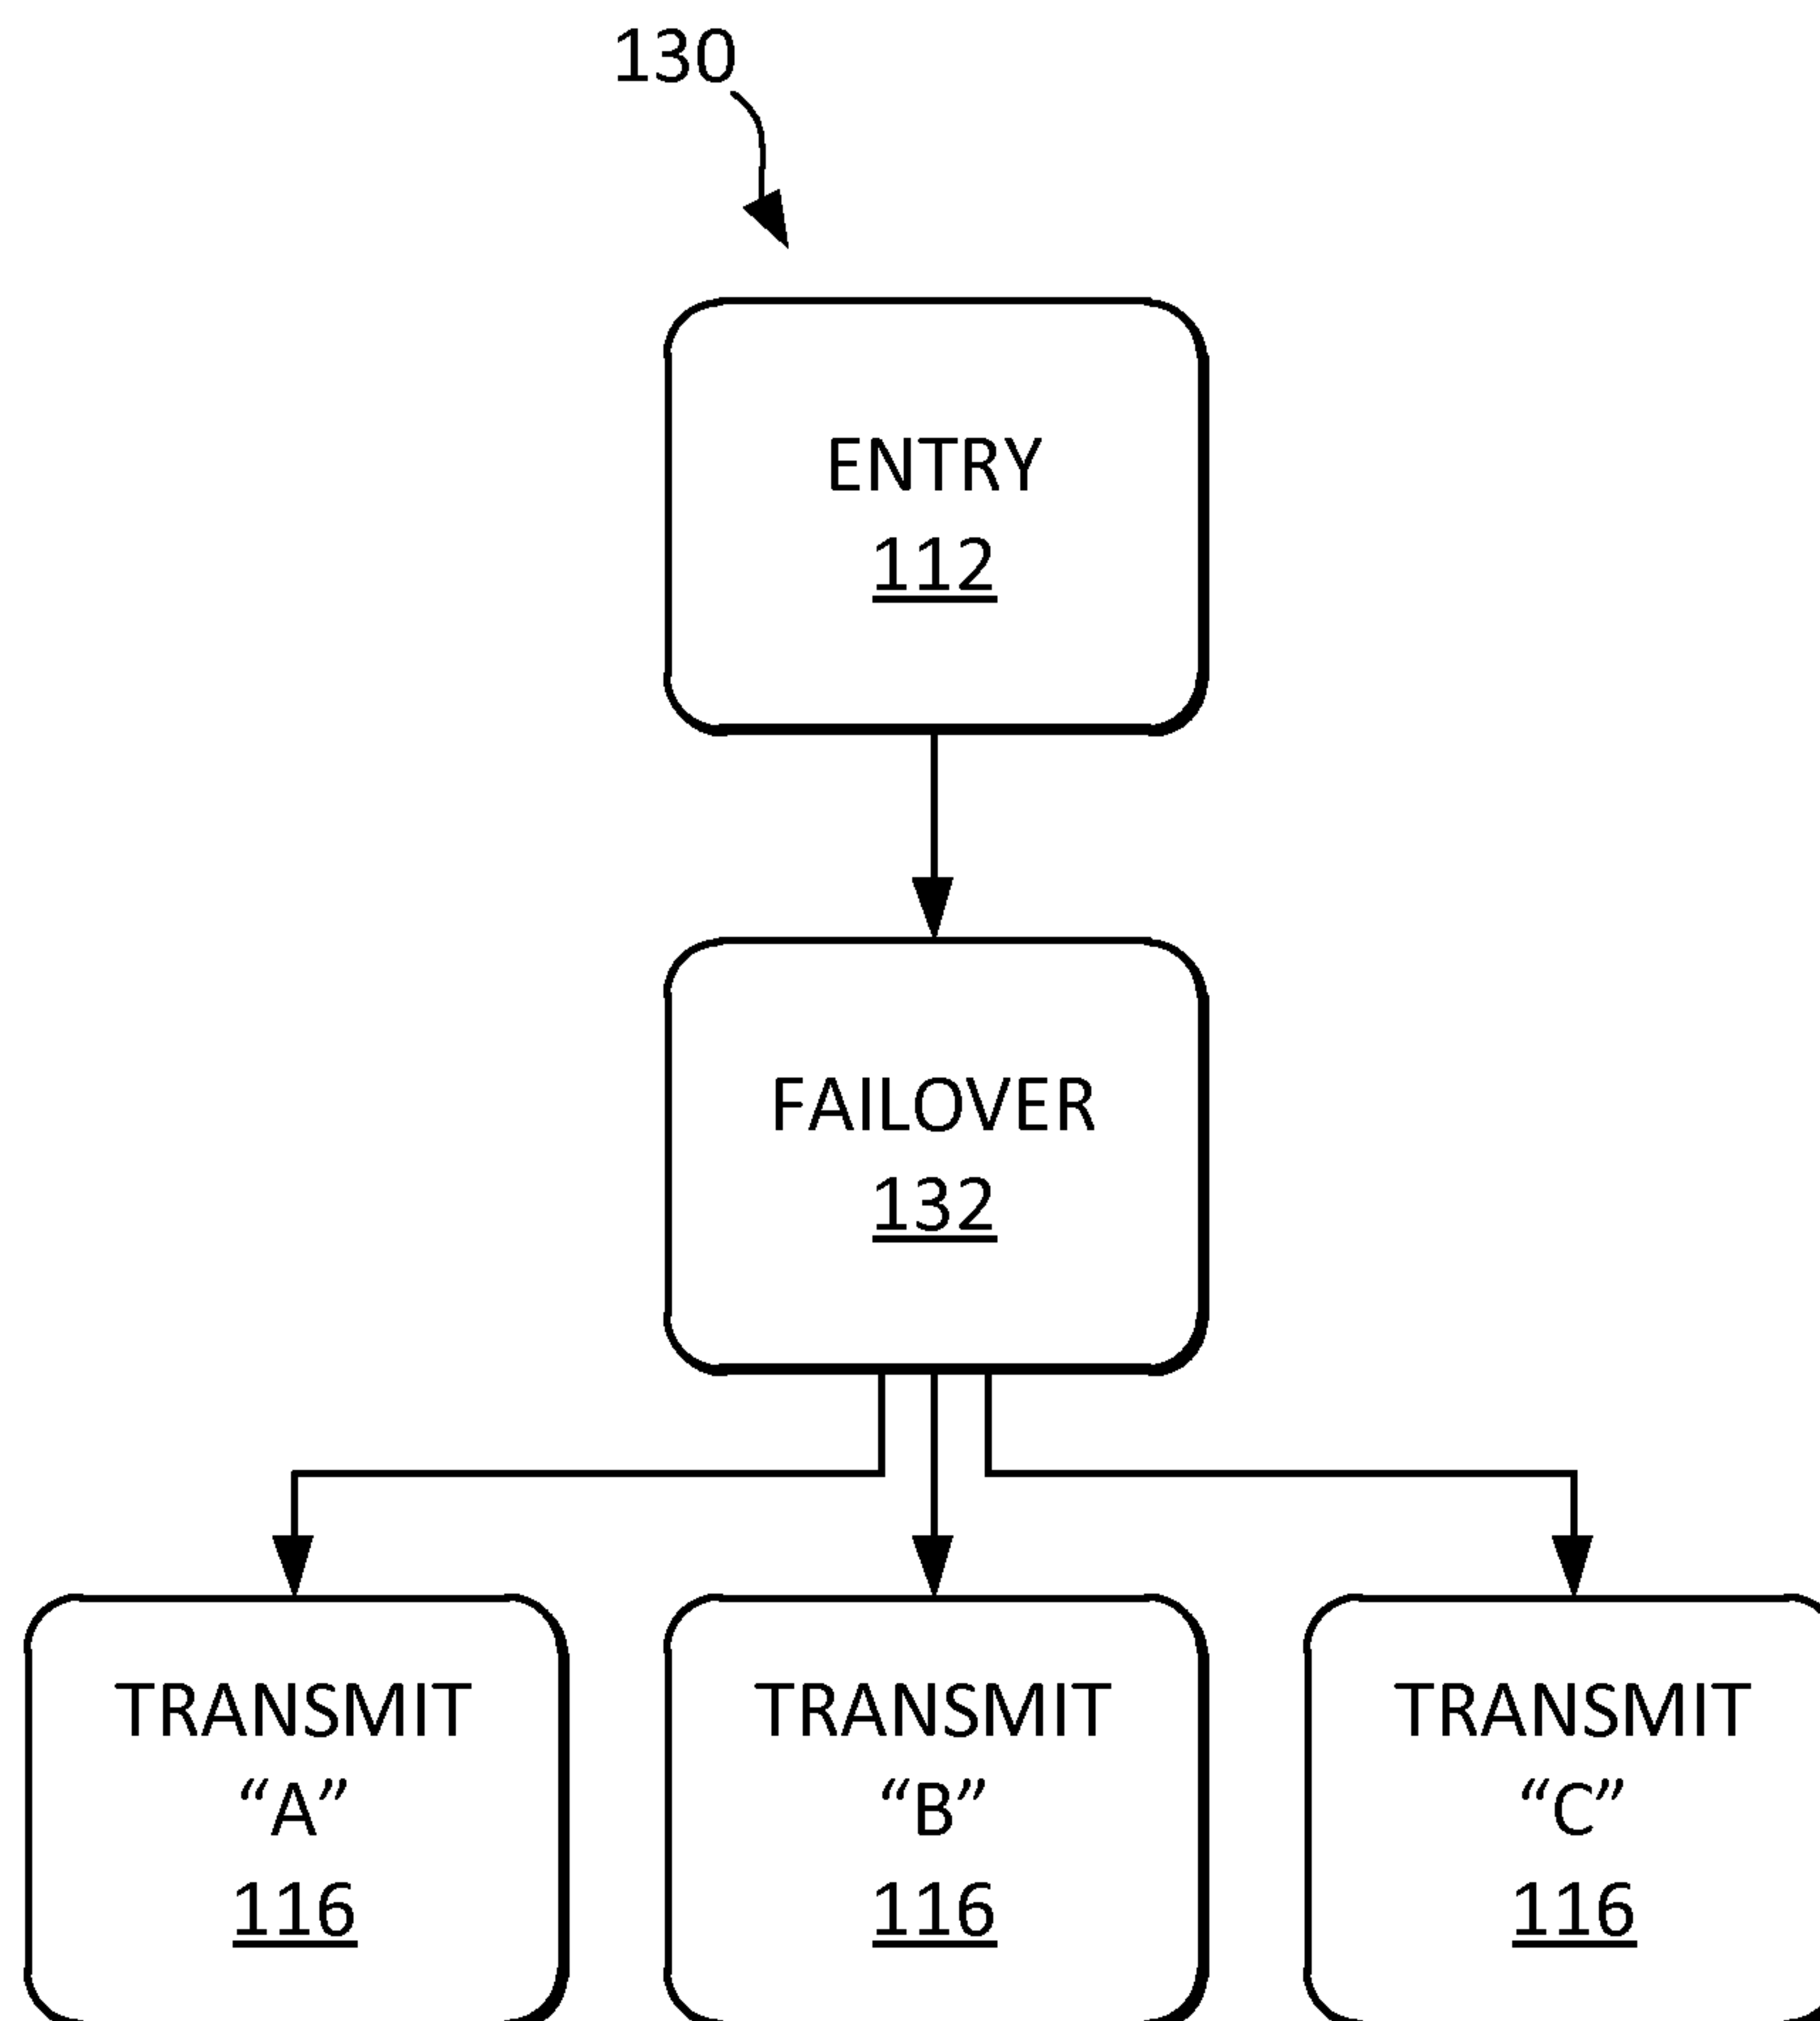 130
ENTRY
112
FAILOVER
132
TRANSMIT
“A”
116
TRANSMIT
“B”
116
TRANSMIT
“C”
116